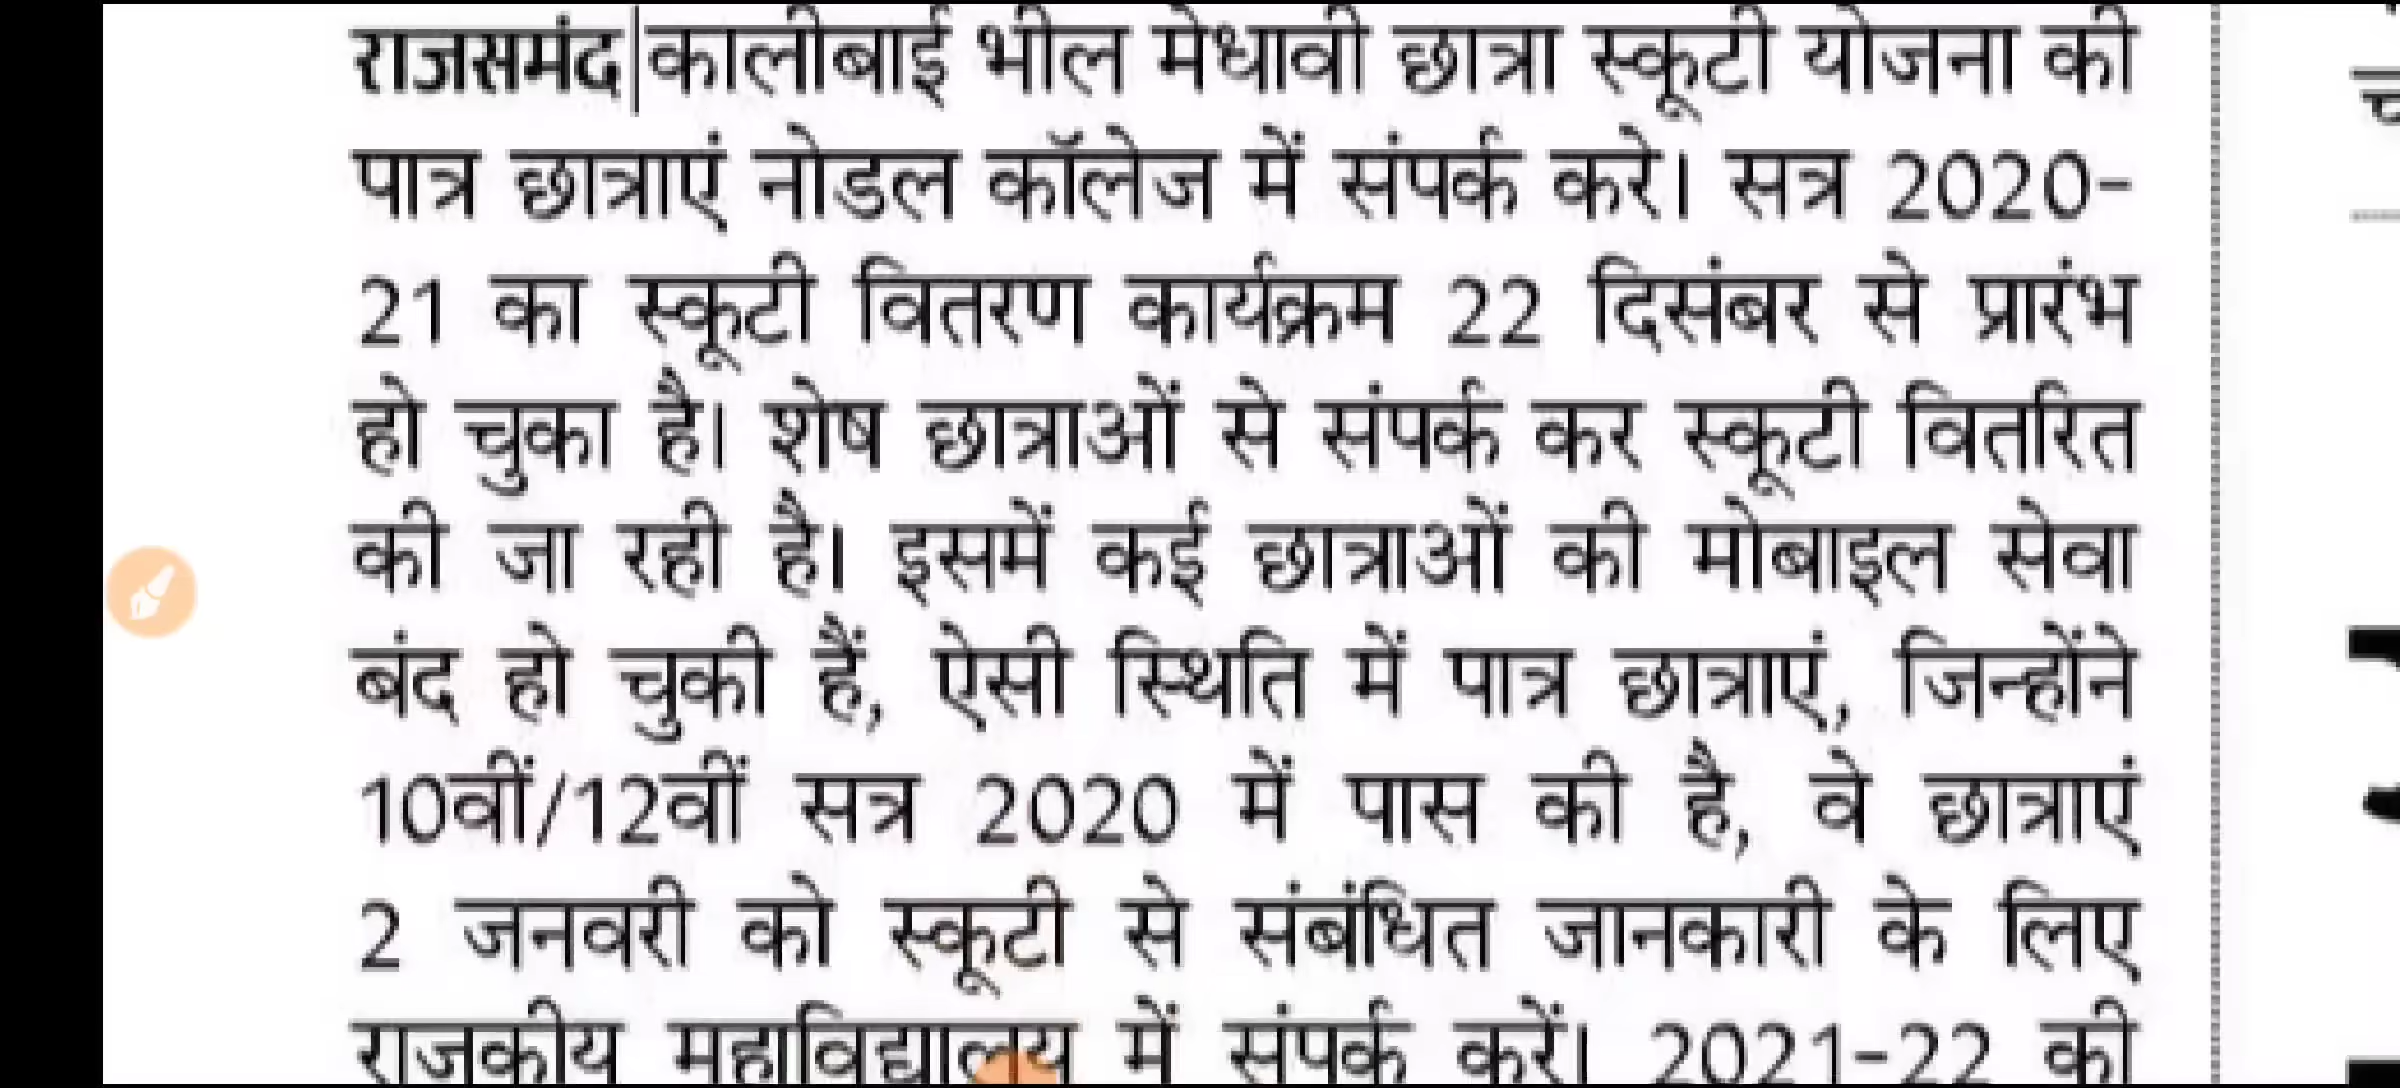 राजसमंद|कालीबाई भील मेधावी छात्रा स्कूटी योजना की
पात्र छात्राएं नोडल कॉलेज में संपर्क करे। सत्र 2020-
21 का स्कूटी वितरण कार्यक्रम 22 दिसंबर से प्रारंभ
हो चुका है। शेष छात्राओं से संपर्क कर स्कूटी वितरित
की जा रही है। इसमें कई छात्राओं की मोबाइल सेवा
बंद हो चुकी हैं, ऐसी स्थिति में पात्र छात्राएं, जिन्होंने
10वीं/12वीं सत्र 2020 में पास की है, वे छात्राएं
2 जनवरी को स्कूटी से संबंधित जानकारी के लिए
राजकीय महाविद्यालय में संपर्क करें। 2021-22 की